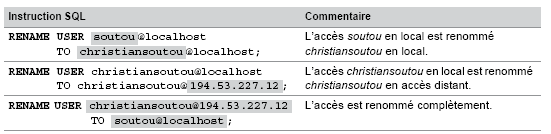 Instruction SQL Commentaire
RENAME USER soutou@localhost L'accès soutou en local est renommé
TO christiansoutou@localhost; christiansoutou en local.
RENAME USER christiansoutou@localhost L'accès christiansoutou en local est renommé
TO christiansoutou@194.53.227.12; christiansoutou en accès distant.
RENAME USER christiansoutou@194.53.227.12 L'accès est renommé complètement.
TO soutou@localhost;